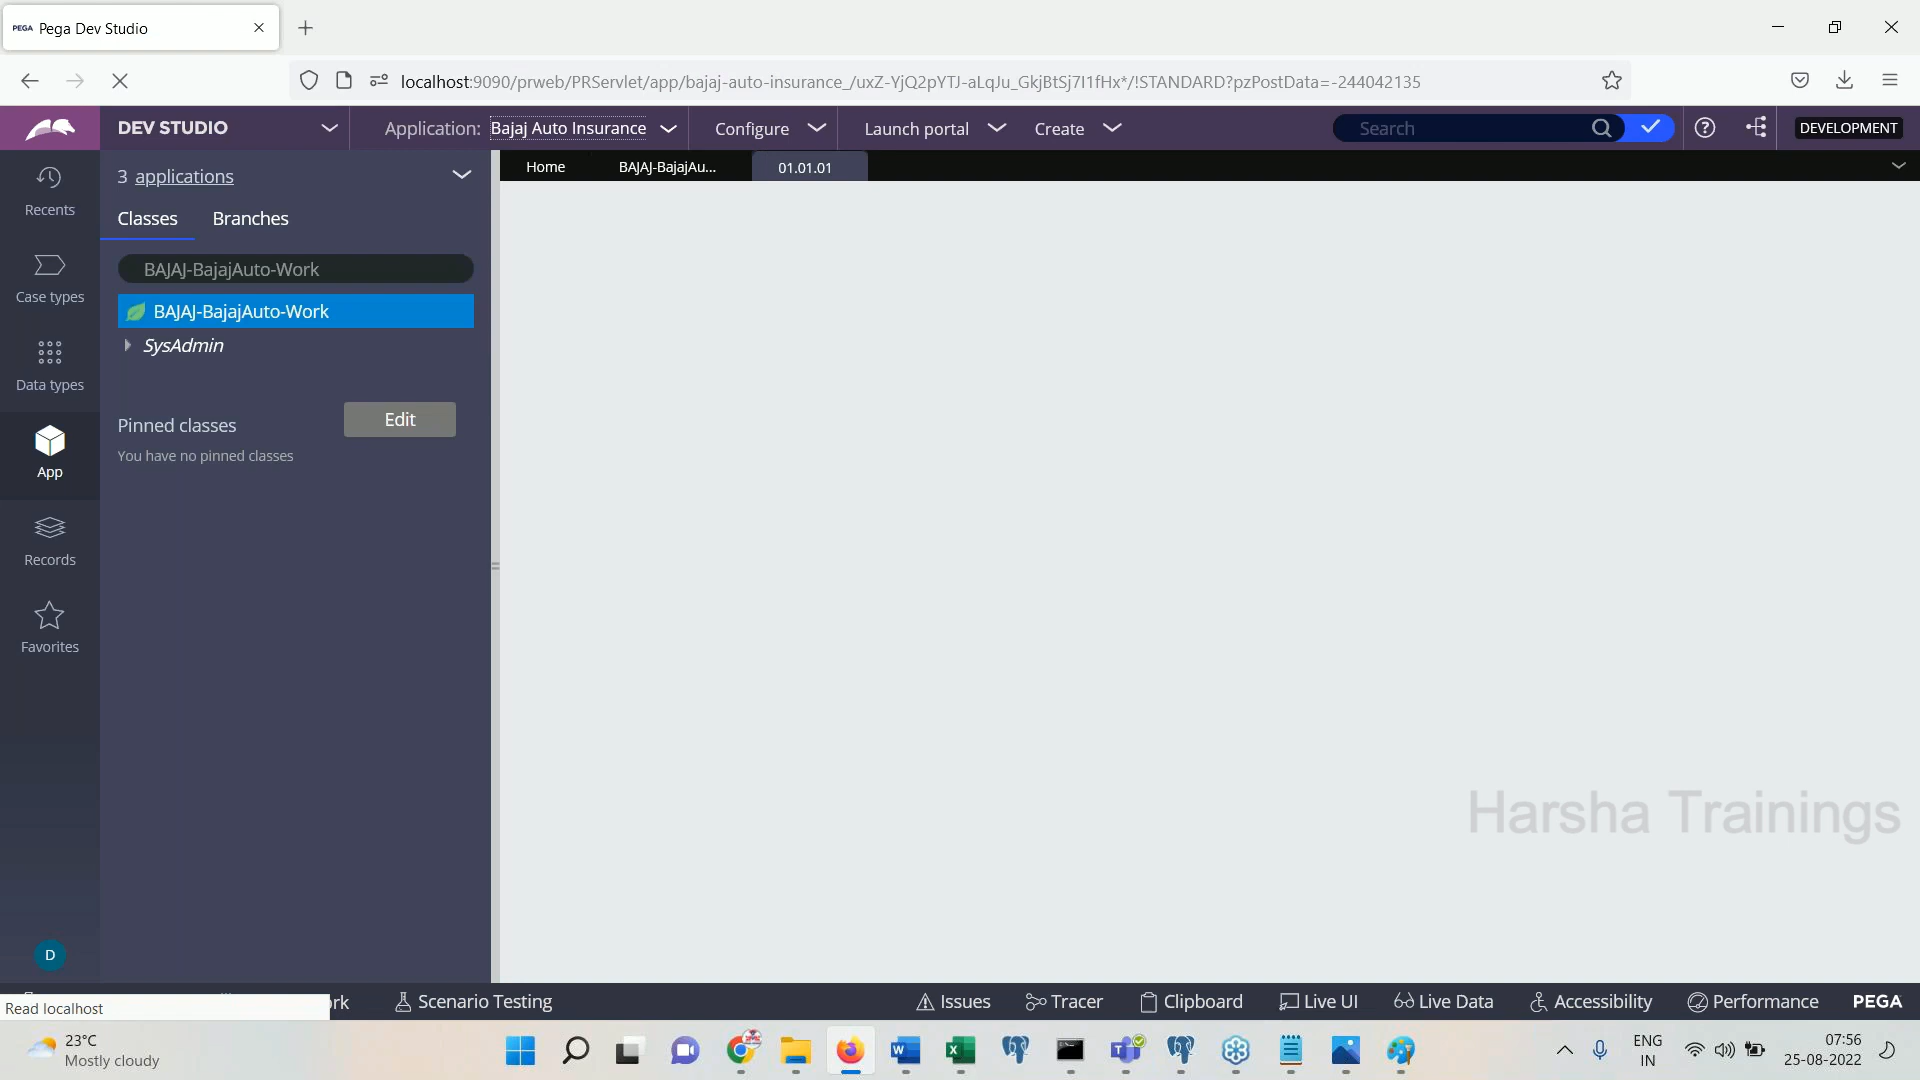 PEGA Pega Dev Studio
localhost:9090/prweb/PRServlet/app/bajaj-auto-insurance_/uxZ-YjQ2pYTJ-aLqJu_GkjBtSj7I1fHx*/!STANDARD?pzPostData=-244042135
DEV STUDIO Application: Bajaj Auto Insurance Configure Launch portal Create Search DEVELOPMENT
3 applications
Home BAJAJ-BajajAu... 01.01.01
Recents
Classes Branches
BAJAJ-BajajAuto-Work
Case types
BAJAJ-BajajAuto-Work
SysAdmin
Data types
Pinned classes Edit
You have no pinned classes
App
Records
Favorites
Harsha Trainings
D
Read localhost
rk Scenario Testing Issues Tracer Clipboard Live UI Live Data Accessibility Performance PEGA
23°C
Mostly cloudy
ENG
IN
07:56
25-08-2022